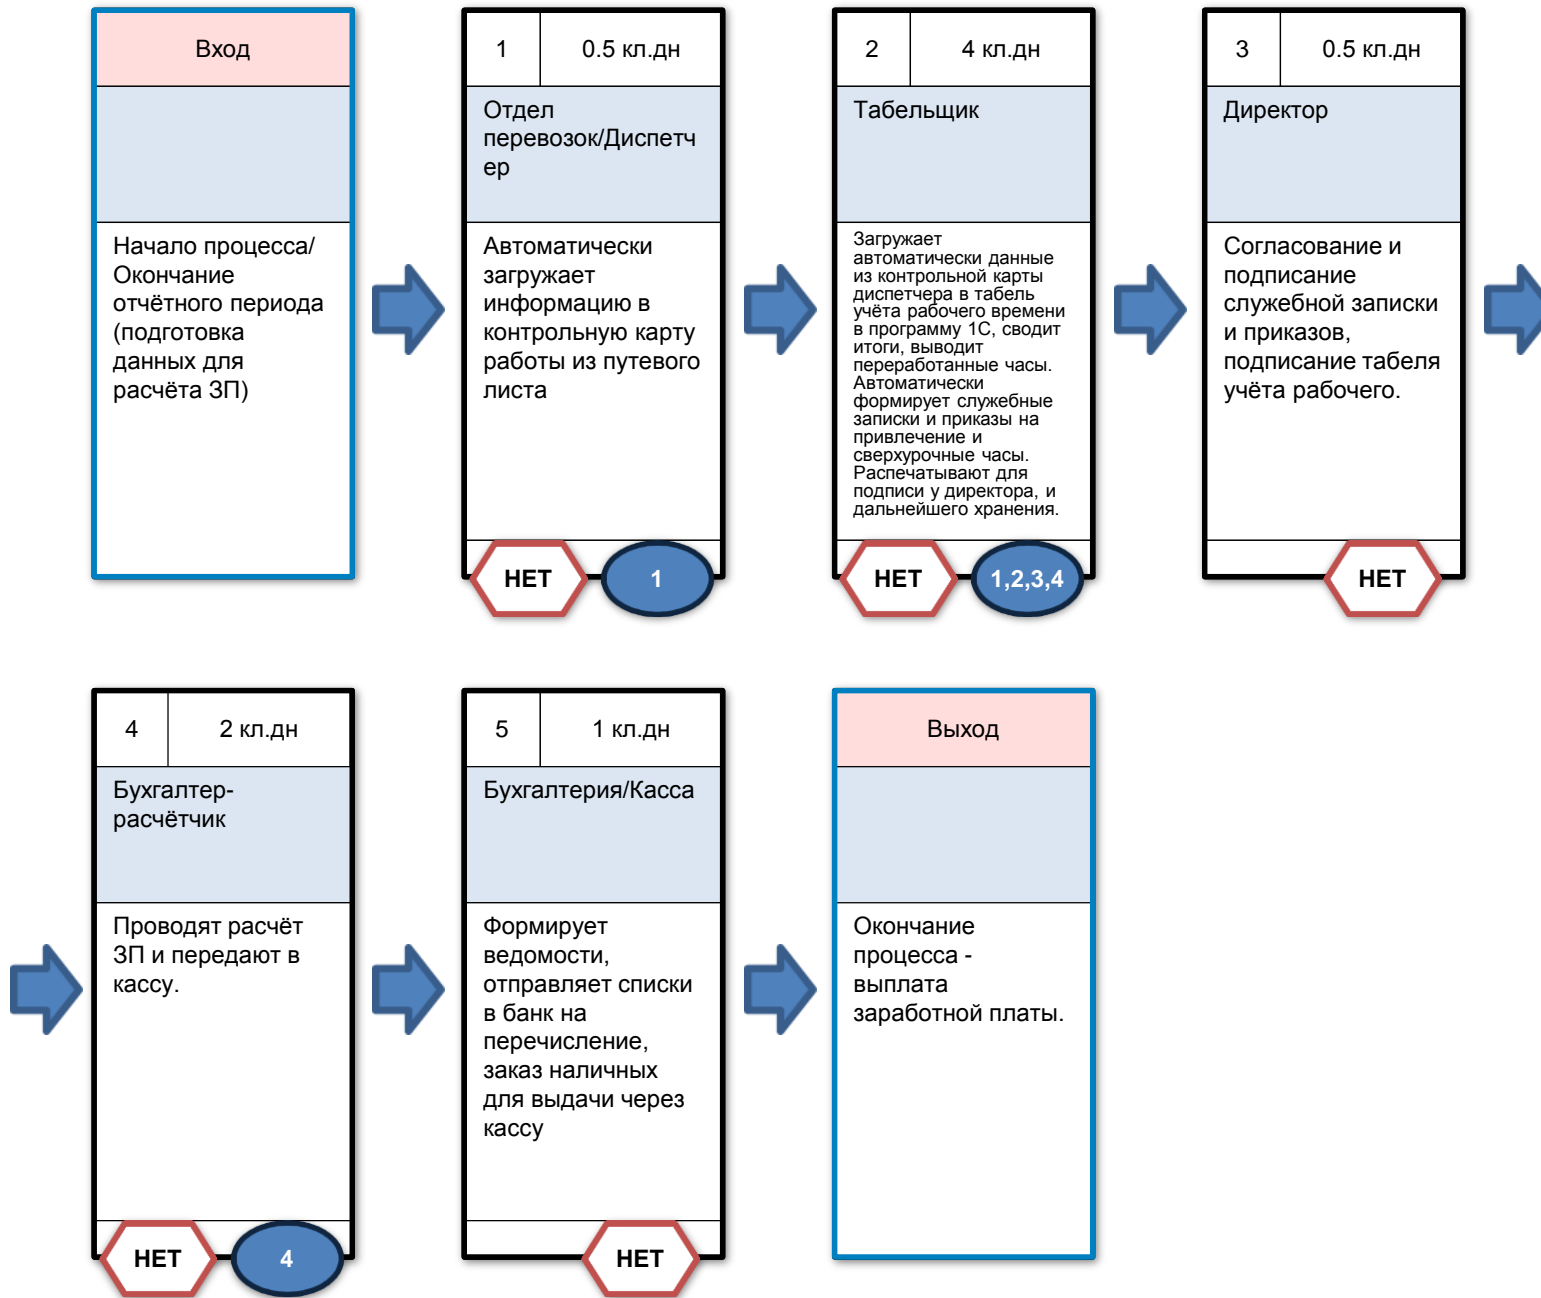 Вход
Начало процесса/
Окончание
отчётного периода
(подготовка
данных для
расчёта ЗП)
1
0.5 кл.дн
Отдел
перевозок/Диспетч
ер
Автоматически
загружает
информацию в
контрольную карту
работы из путевого
листа
НЕТ
1
2
4 кл.дн
Табельщик
Загружает
автоматически данные
из контрольной карты
диспетчера в табель
учёта рабочего времени
в программу 1С, сводит
итоги, выводит
переработанные часы.
Автоматически
формирует служебные
записки и приказы на
привлечение и
сверхурочные часы.
Распечатывают для
подписи у директора, и
дальнейшего хранения.
НЕТ
1,2,3,4
3
0.5 кл.дн
Директор
Согласование и
подписание
служебной записки
и приказов,
подписание табеля
учёта рабочего.
НЕТ
4
2 кл.дн
Бухгалтер-
расчётчик
Проводят расчёт
ЗП и передают в
кассу.
НЕТ
4
5
1 кл.дн
Бухгалтерия/Касса
Формирует
ведомости,
отправляет списки
в банк на
перечисление,
заказ наличных
для выдачи через
кассу
НЕТ
Выход
Окончание
процесса -
выплата
заработной платы.